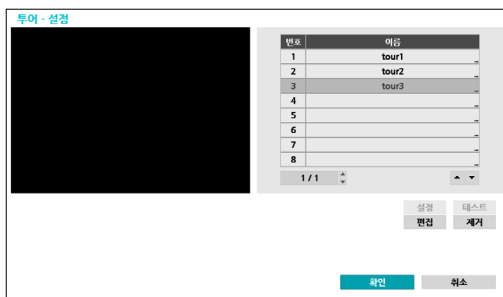 투어 - 설정
번호 이름
1 tour1 ...
2 tour2 ...
3 tour3 ...
4 ...
5 ...
6 ...
7 ...
8 ...
1 / 1
설정 테스트
편집 제거
확인 취소